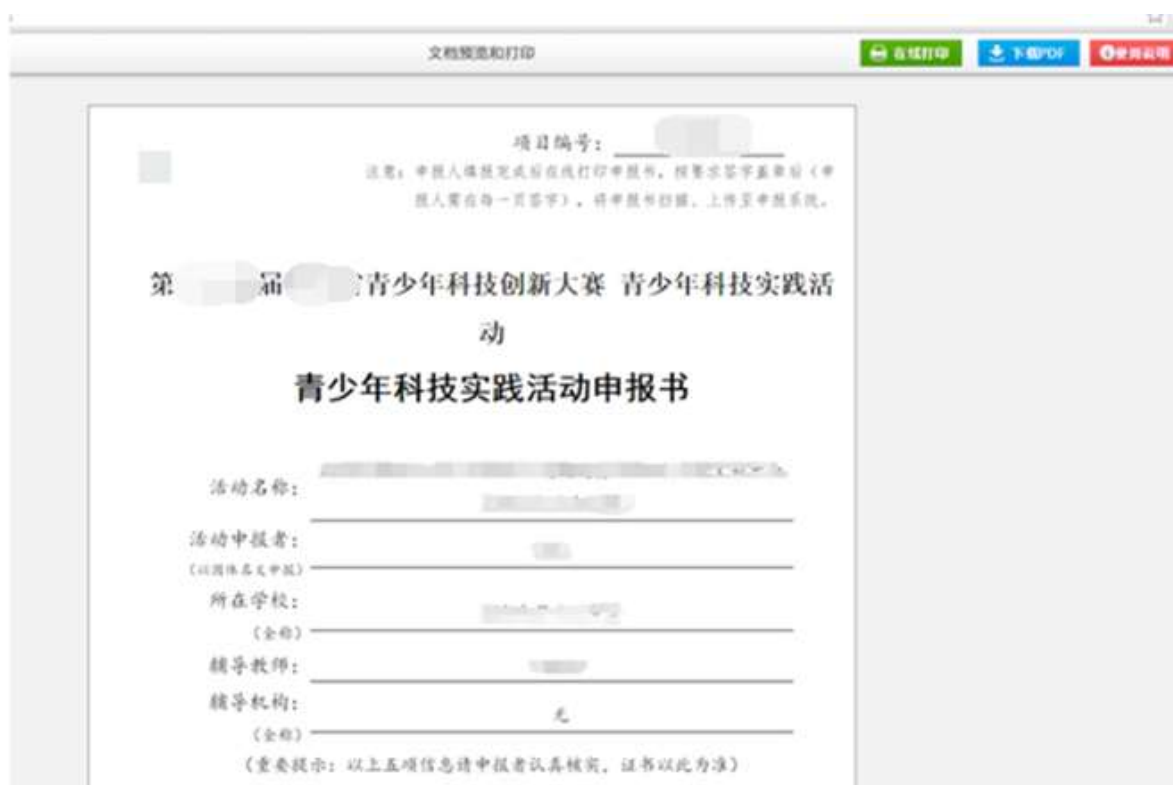 文档预览和打印
在线打印
下载PDF
使用说明
项目编号：
注意：申报人填报完成后在线打印申报书，按要求签字盖章后（申
报人需在每一页签字），将申报书扫描、上传至申报系统。
第 届 青少年科技创新大赛 青少年科技实践活
动
青少年科技实践活动申报书
活动名称：
活动申报者：
（以团体名义申报）
所在学校：
（全称）
辅导教师：
辅导机构：
无
（全称）
（重要提示：以上五项信息请申报者认真核实，证书以此为准）